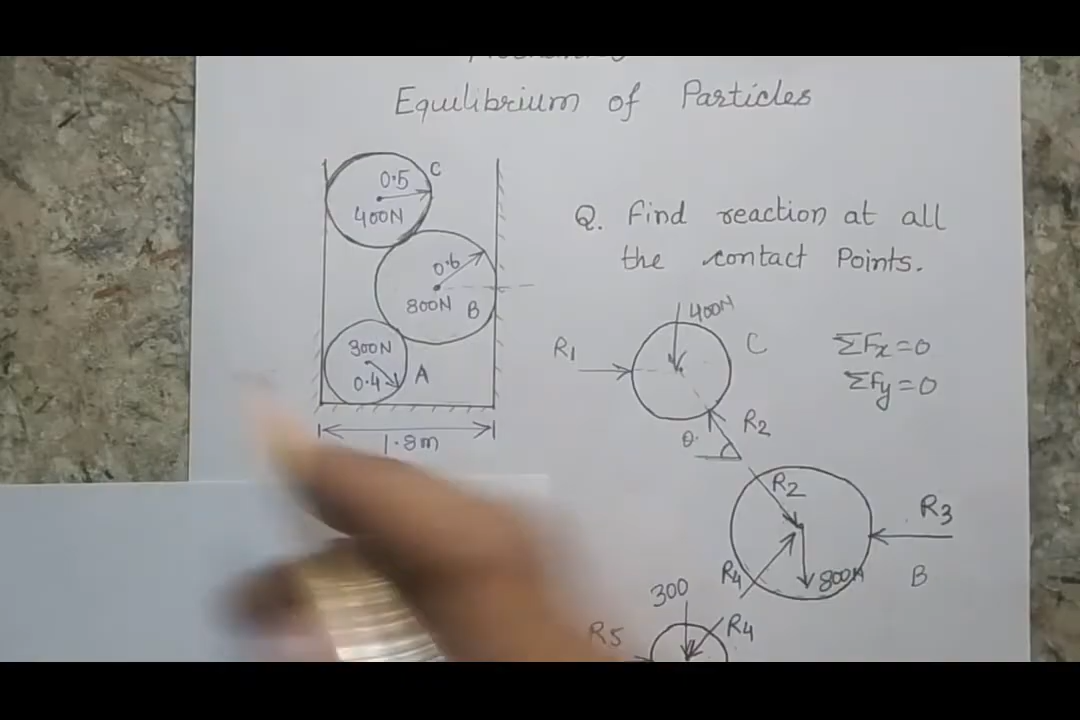 Equilibrium of Particles
C
0.5
400N
0.6
800N B
300N
0.4 A
1.8m
Q. Find reaction at all
the contact Points.
400N
R1
C
ΣFx=0
ΣFy=0
R2
θ
R2
R3
R4
800N
B
300
R5
R4